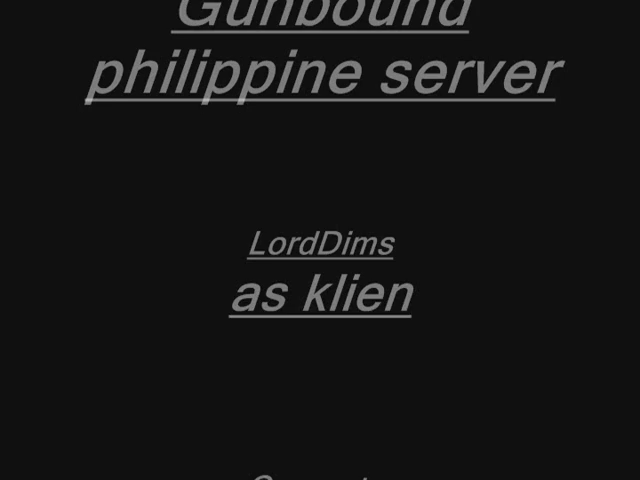 Gunbound
philippine server
LordDims
as klien